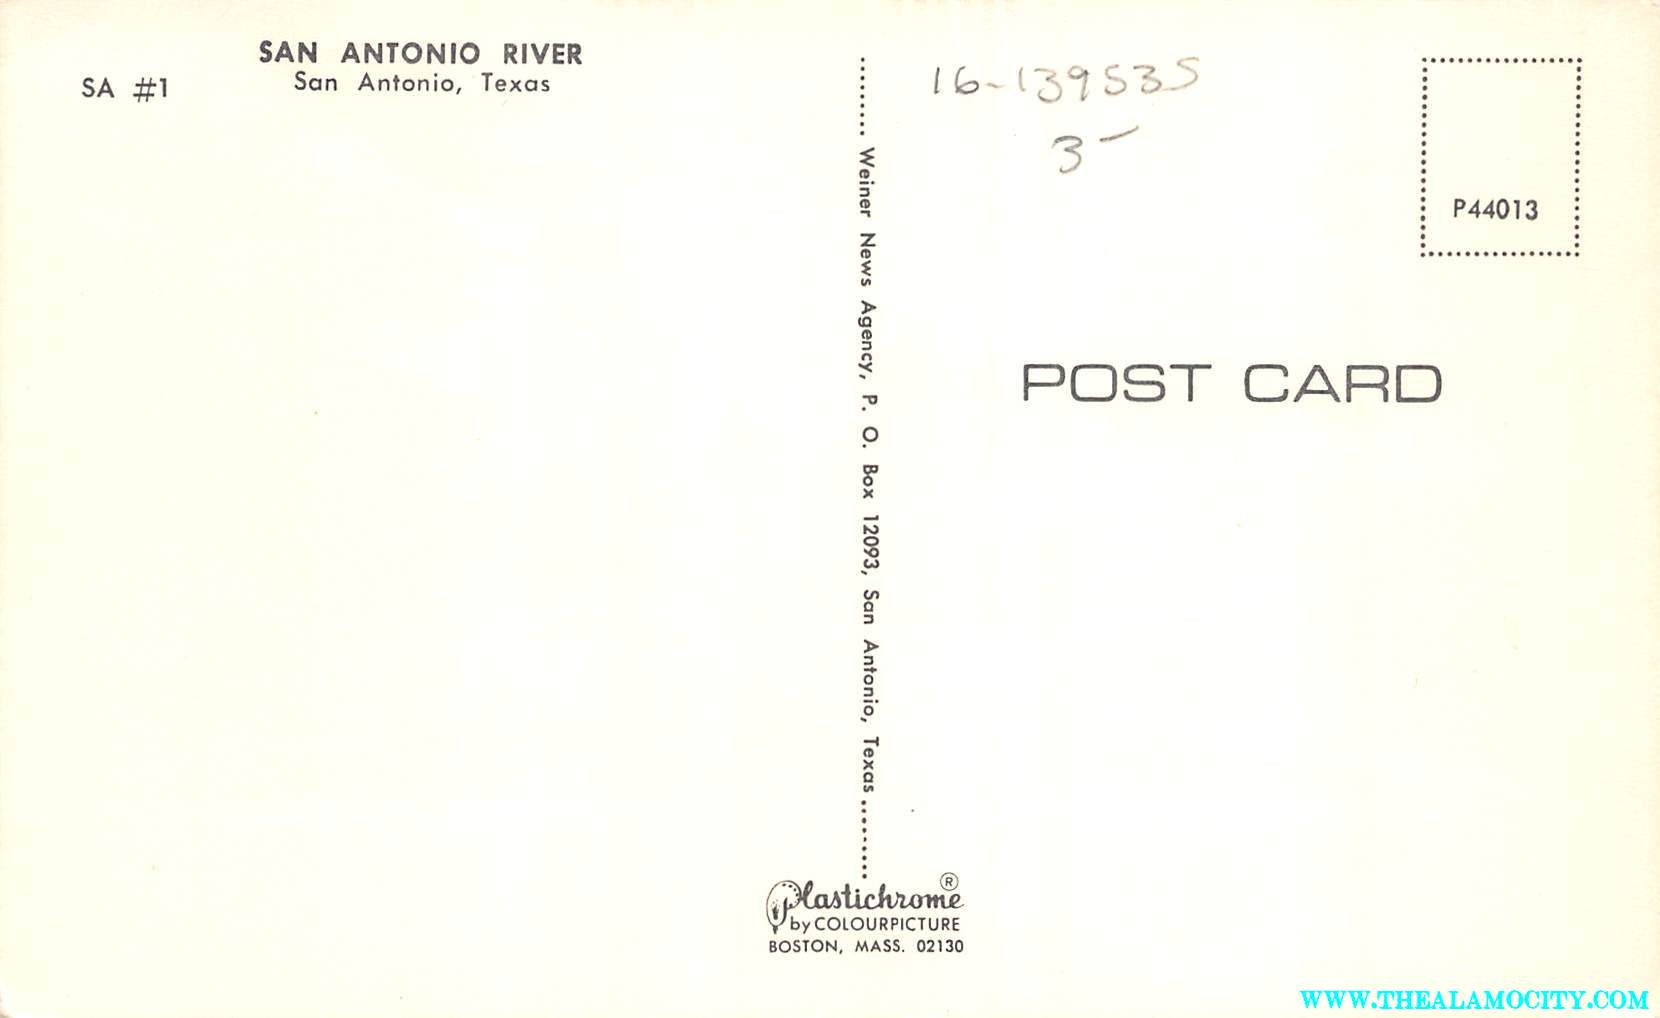 SAN ANTONIO RIVER
San Antonio, Texas
SA #1
Weiner News Agency, P. O. Box 12093, San Antonio, Texas
16-139535
3-
P44013
POST CARD
Plastichrome ®
by COLOURPICTURE
BOSTON, MASS. 02130
WWW.THEALAMOCITY.COM